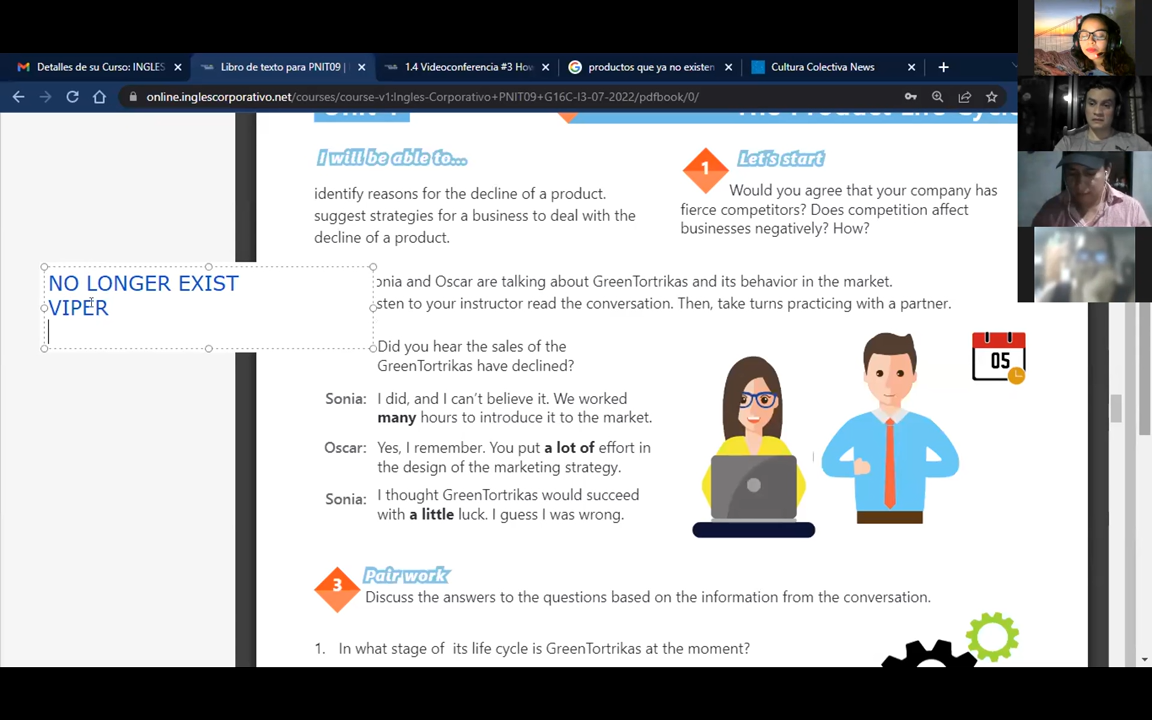 Detalles de su Curso: INGLES
Libro de texto para PNIT09 |
1.4 Videoconferencia #3 How
productos que ya no existen
Cultura Colectiva News
online.inglescorporativo.net/courses/course-v1:Ingles-Corporativo+PNIT09+G16C-I3-07-2022/pdfbook/0/
I will be able to...
identify reasons for the decline of a product.
suggest strategies for a business to deal with the
decline of a product.
1
Let's start
Would you agree that your company has
fierce competitors? Does competition affect
businesses negatively? How?
NO LONGER EXIST
VIPER
onia and Oscar are talking about GreenTortrikas and its behavior in the market.
sten to your instructor read the conversation. Then, take turns practicing with a partner.
Did you hear the sales of the
GreenTortrikas have declined?
Sonia: I did, and I can't believe it. We worked
many hours to introduce it to the market.
Oscar: Yes, I remember. You put a lot of effort in
the design of the marketing strategy.
Sonia: I thought GreenTortrikas would succeed
with a little luck. I guess I was wrong.
05
3
Pair work
Discuss the answers to the questions based on the information from the conversation.
1. In what stage of its life cycle is GreenTortrikas at the moment?